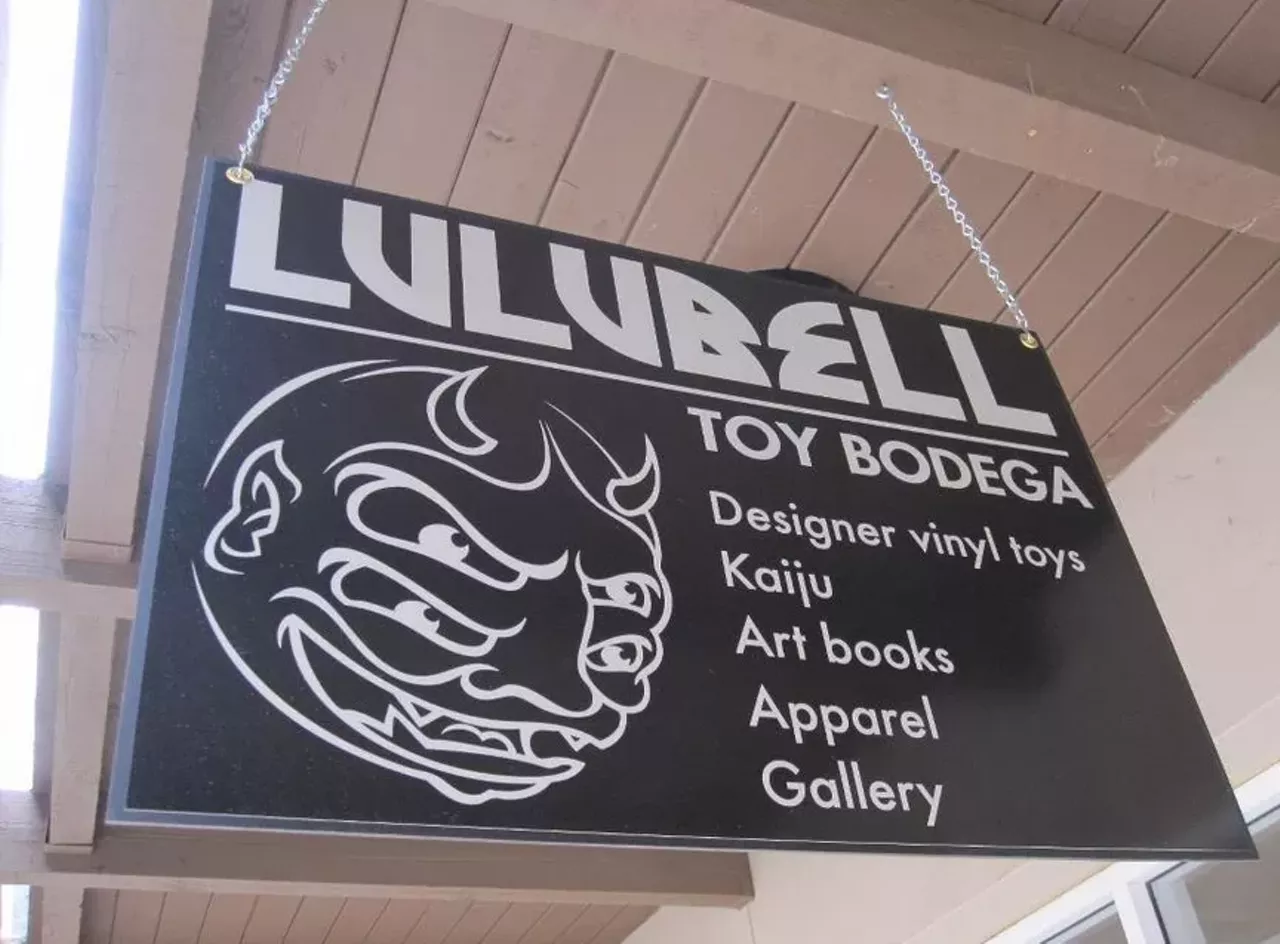 LULUBELL
TOY BODEGA
Designer vinyl toys
Kaiju
Art books
Apparel
Gallery